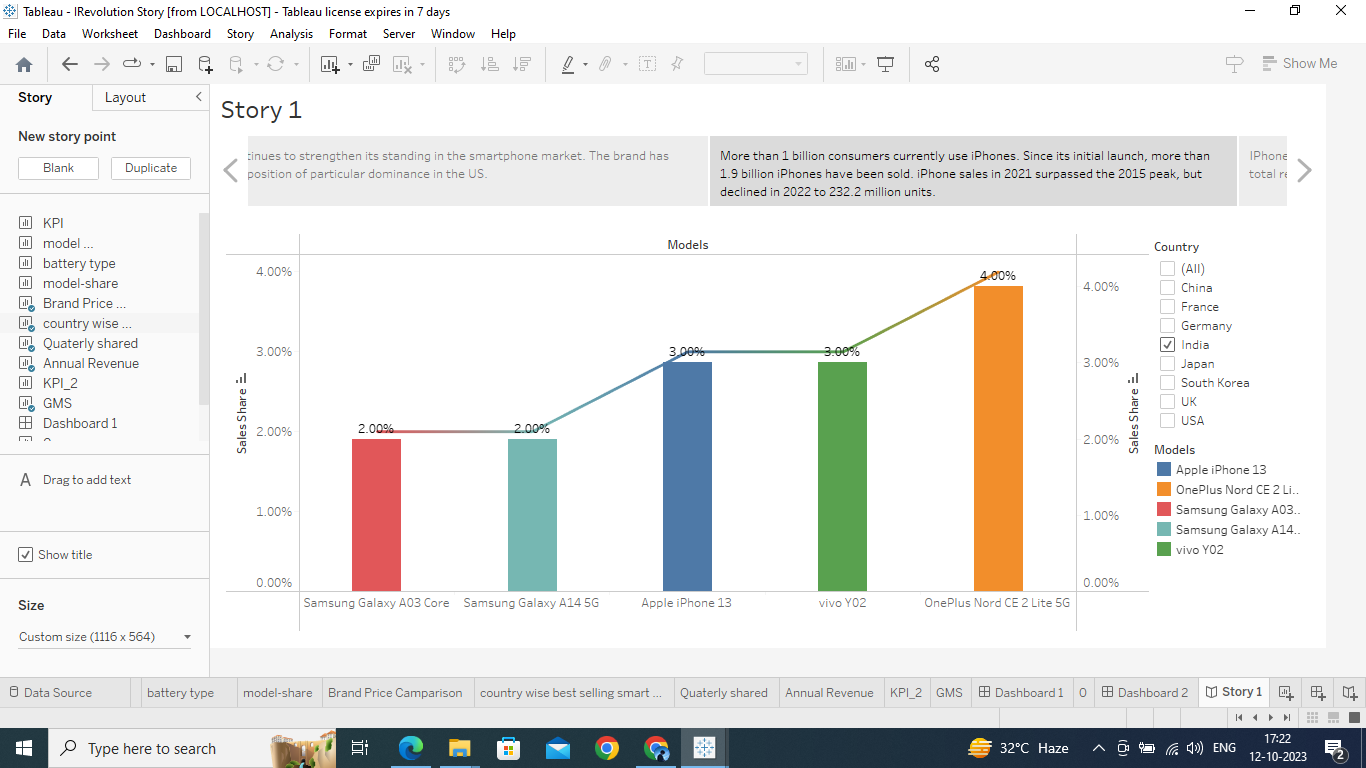 Tableau - IRevolution Story [from LOCALHOST] - Tableau license expires in 7 days
File Data Worksheet Dashboard Story Analysis Format Server Window Help
Show Me
Story Layout
New story point
Blank Duplicate
KPI
model ...
battery type
model-share
Brand Price ...
country wise ...
Quaterly shared
Annual Revenue
KPI_2
GMS
Dashboard 1
A Drag to add text
Show title
Size
Custom size (1116 x 564)
Story 1
tinues to strengthen its standing in the smartphone market. The brand has
position of particular dominance in the US.
More than 1 billion consumers currently use iPhones. Since its initial launch, more than
1.9 billion iPhones have been sold. iPhone sales in 2021 surpassed the 2015 peak, but
declined in 2022 to 232.2 million units.
IPhone
total re
Models
Sales Share
4.00%
3.00%
2.00%
1.00%
0.00%
2.00% 2.00% 3.00% 3.00% 4.00%
Samsung Galaxy A03 Core Samsung Galaxy A14 5G Apple iPhone 13 vivo Y02 OnePlus Nord CE 2 Lite 5G
4.00%
3.00%
2.00%
1.00%
0.00%
Sales Share
Country
(All)
China
France
Germany
India
Japan
South Korea
UK
USA
Models
Apple iPhone 13
OnePlus Nord CE 2 Li..
Samsung Galaxy A03..
Samsung Galaxy A14..
vivo Y02
Data Source battery type model-share Brand Price Camparison country wise best selling smart ... Quaterly shared Annual Revenue KPI_2 GMS Dashboard 1 0 Dashboard 2 Story 1
Type here to search
32°C Haze
ENG
17:22
12-10-2023
2